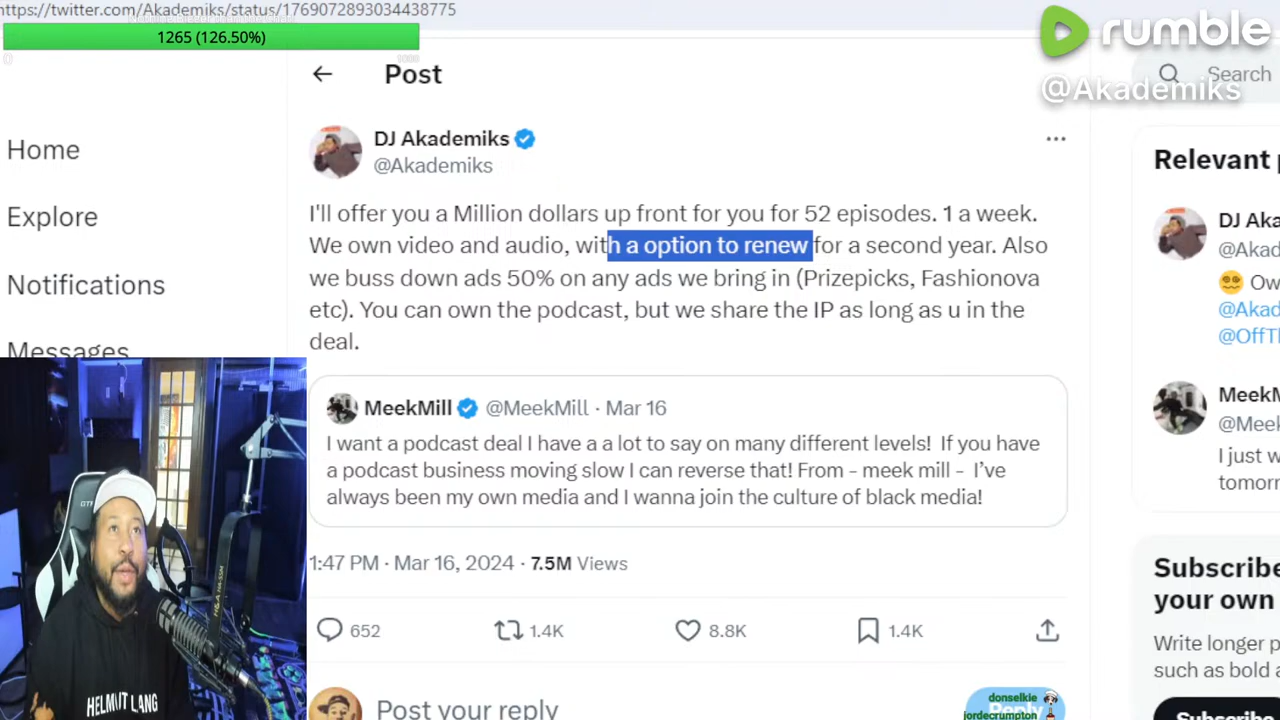 https://twitter.com/Akademiks/status/1769072893034438775
1265 (126.50%)
rumble
@Akademiks
Post
Search
Home
Explore
Notifications
Messages
DJ Akademiks
@Akademiks
I'll offer you a Million dollars up front for you for 52 episodes. 1 a week.
We own video and audio, with a option to renew for a second year. Also
we buss down ads 50% on any ads we bring in (Prizepicks, Fashionova
etc). You can own the podcast, but we share the IP as long as u in the
deal.
MeekMill @MeekMill · Mar 16
I want a podcast deal I have a a lot to say on many different levels! If you have
a podcast business moving slow I can reverse that! From - meek mill - I've
always been my own media and I wanna join the culture of black media!
1:47 PM · Mar 16, 2024 · 7.5M Views
652
1.4K
8.8K
1.4K
Post your reply
Reply
donselkie
jordecrumpton
Relevant
DJ Aka
@Akad
Ow
@Akad
@OffTl
MeekM
@Meek
I just w
tomorr
Subscribe
your own
Write longer p
such as bold a
Subscribe
HELMUT LANG